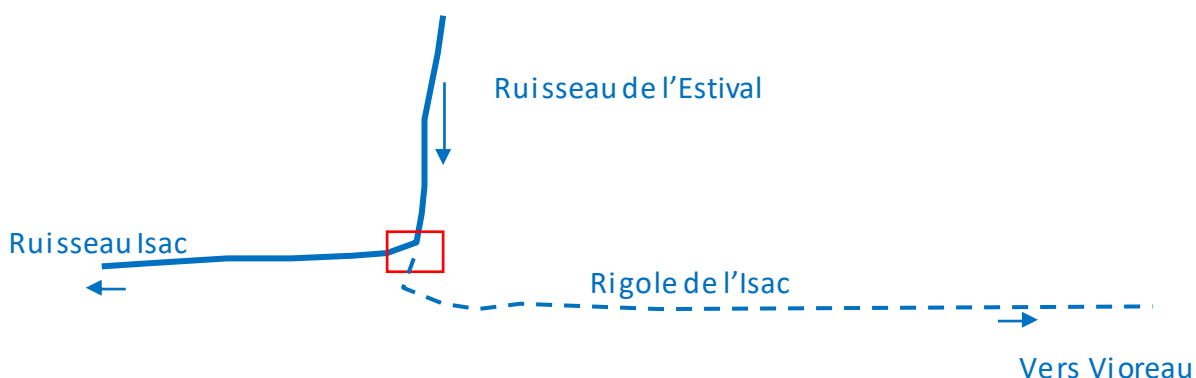 Ruisseau de l’Estival
Ruisseau Isac
Rigole de l’Isac
Vers Vioreau